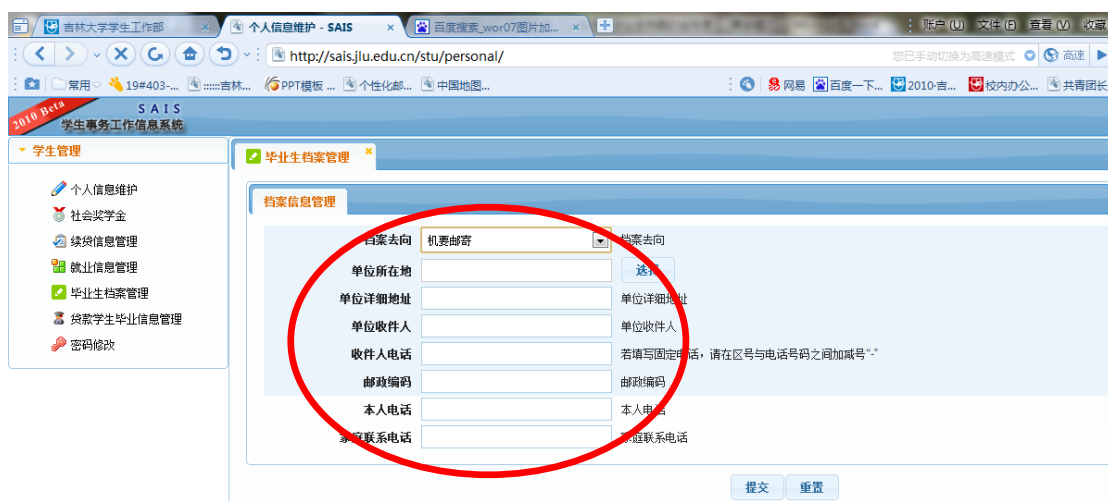 吉林大学学生工作部 × 个人信息维护 - SAIS × 百度搜索_wor07图片加... × 账户(U) 文件(F) 查看(V) 收藏
http://sais.jlu.edu.cn/stu/personal/ 您已手动切换为高速模式 高速
常用 19#403-... ::::::吉林... PPT模板 ... 个性化邮... 中国地图... 网易 百度一下... 2010-吉... 校内办公... 共青团长
2010 Beta
SAIS
学生事务工作信息系统
学生管理
个人信息维护
社会奖学金
续贷信息管理
就业信息管理
毕业生档案管理
贷款学生毕业信息管理
密码修改
毕业生档案管理 ×
档案信息管理
档案去向 机要邮寄 档案去向
单位所在地 选择
单位详细地址 单位详细地址
单位收件人 单位收件人
收件人电话 若填写固定电话，请在区号与电话号码之间加减号"-"
邮政编码 邮政编码
本人电话 本人电话
家庭联系电话 家庭联系电话
提交 重置